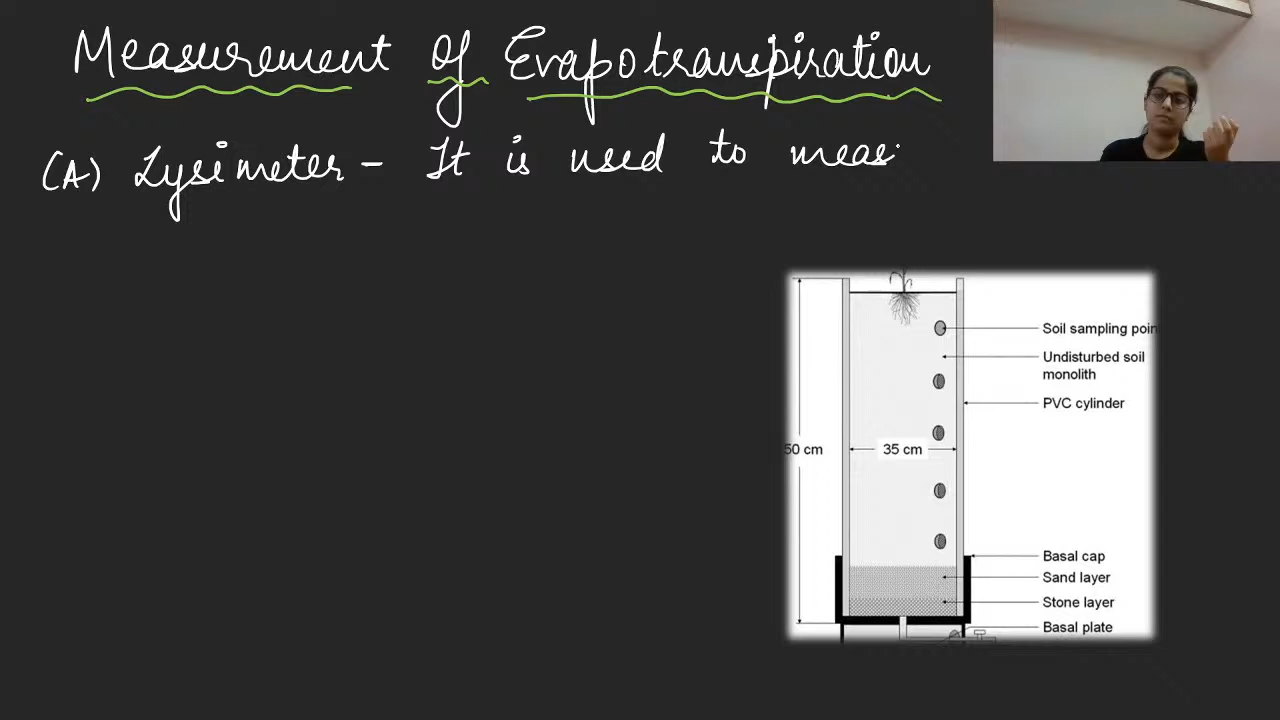 Measurement of Evapotranspiration
(A) Lysimeter - It is used to meas
Soil sampling poin
Undisturbed soil
monolith
PVC cylinder
50 cm
35 cm
Basal cap
Sand layer
Stone layer
Basal plate